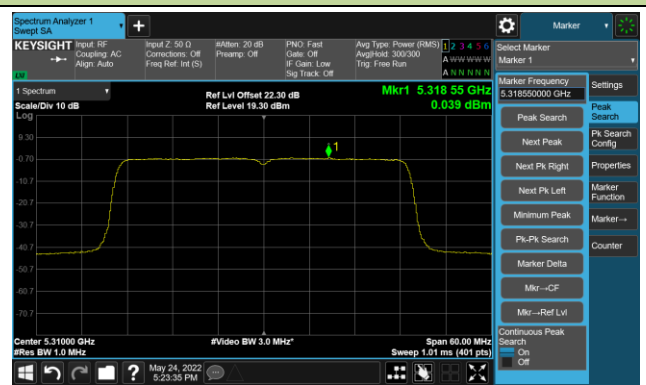 Spectrum Analyzer 1
Swept SA
Marker
KEYSIGHT
Input: RF
Coupling: AC
Align: Auto
Input Z: 50 Ω
Corrections: Off
Freq Ref: Int (S)
#Atten: 20 dB
Preamp: Off
PNO: Fast
Gate: Off
IF Gain: Low
Sig Track: Off
Avg Type: Power (RMS)
Avg|Hold: 300/300
Trig: Free Run
1 2 3 4 5 6
A W W W W W
A N N N N N
LW
Select Marker
Marker 1
Marker Frequency
5.318550000 GHz
Settings
Peak Search
Peak
Search
Next Peak
Pk Search
Config
Next Pk Right
Properties
Next Pk Left
Marker
Function
Minimum Peak
Marker→
Pk-Pk Search
Counter
Marker Delta
Mkr→CF
Mkr→Ref Lvl
Continuous Peak
Search
On
Off
1 Spectrum
Scale/Div 10 dB
Log
Ref Lvl Offset 22.30 dB
Ref Level 19.30 dBm
Mkr1 5.318 55 GHz
0.039 dBm
1
9.30
-0.70
-10.7
-20.7
-30.7
-40.7
-50.7
-60.7
-70.7
Center 5.31000 GHz
#Res BW 1.0 MHz
#Video BW 3.0 MHz*
Span 60.00 MHz
Sweep 1.01 ms (401 pts)
?
May 24, 2022
5:23:35 PM